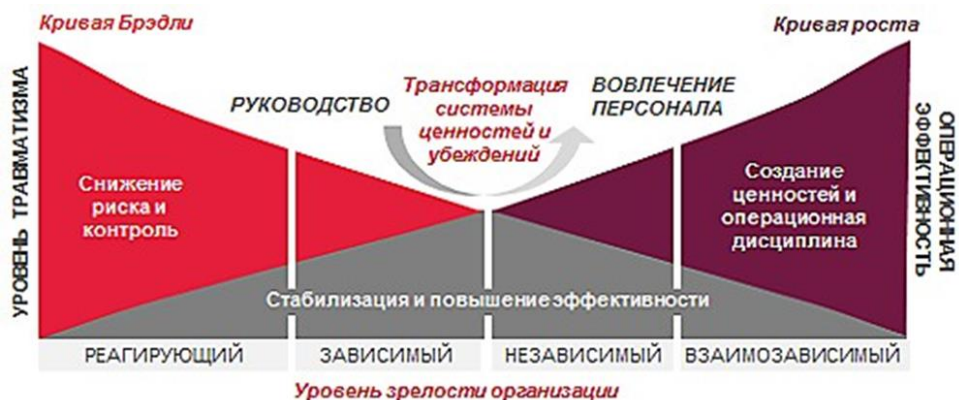 Кривая Брэдли
Кривая роста
УРОВЕНЬ ТРАВМАТИЗМА
РУКОВОДСТВО
Трансформация
системы
ценностей и
убеждений
ВОВЛЕЧЕНИЕ
ПЕРСОНАЛА
ОПЕРАЦИОННАЯ
ЭФФЕКТИВНОСТЬ
Снижение
риска и
контроль
Создание
ценностей и
операционная
дисциплина
Стабилизация и повышение эффективности
РЕАГИРУЮЩИЙ
ЗАВИСИМЫЙ
НЕЗАВИСИМЫЙ
ВЗАИМОЗАВИСИМЫЙ
Уровень зрелости организации